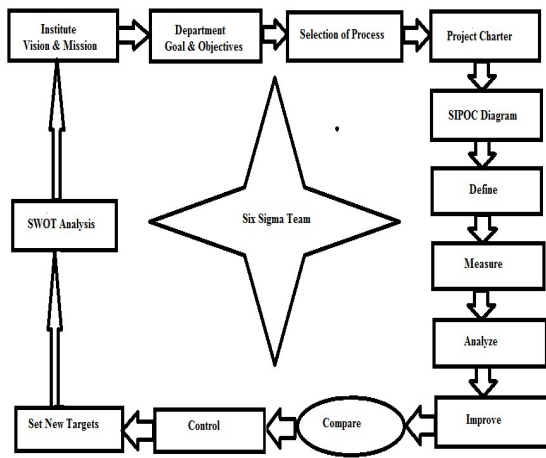 Institute
Vision & Mission
Department
Goal & Objectives
Selection of Process
Project Charter
SIPOC Diagram
Define
Measure
Analyze
Improve
Compare
Control
Set New Targets
SWOT Analysis
Six Sigma Team